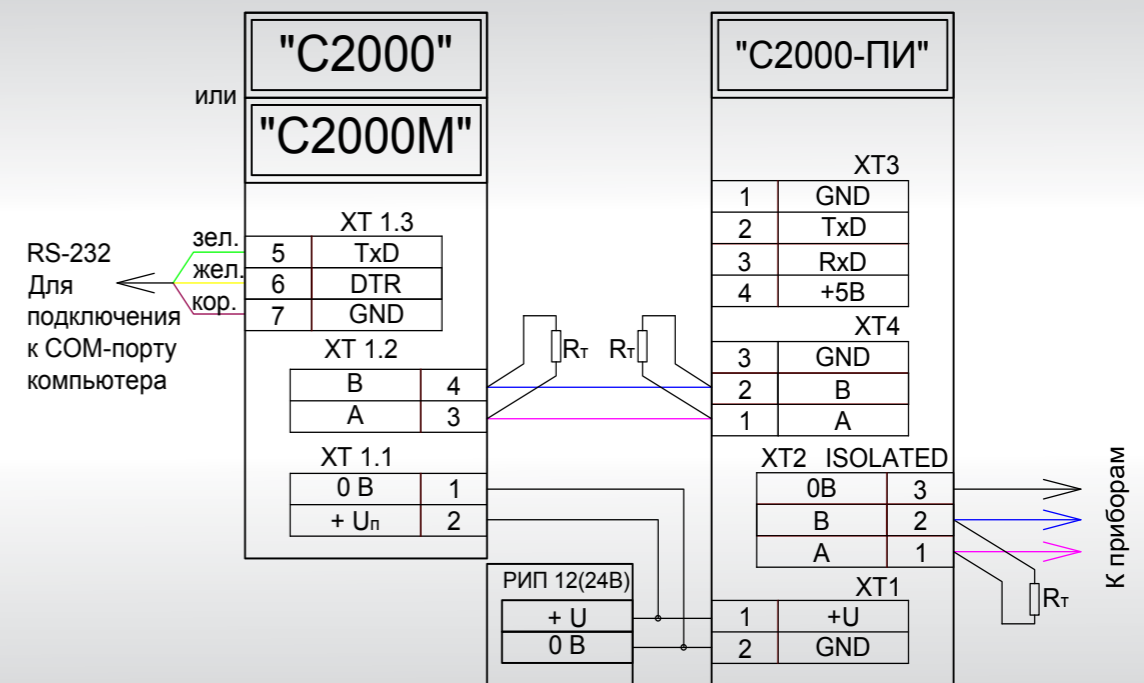 "С2000"
или
"С2000М"
XT 1.3
5 TxD
6 DTR
7 GND
зел.
жел.
кор.
RS-232
Для
подключения
к COM-порту
компьютера
XT 1.2
B 4
A 3
XT 1.1
0 В 1
+ Uп 2
Rт
Rт
РИП 12(24В)
+ U
0 В
"С2000-ПИ"
XT3
1 GND
2 TxD
3 RxD
4 +5В
XT4
3 GND
2 B
1 A
XT2 ISOLATED
0В 3
B 2
A 1
XT1
1 +U
2 GND
Rт
К приборам